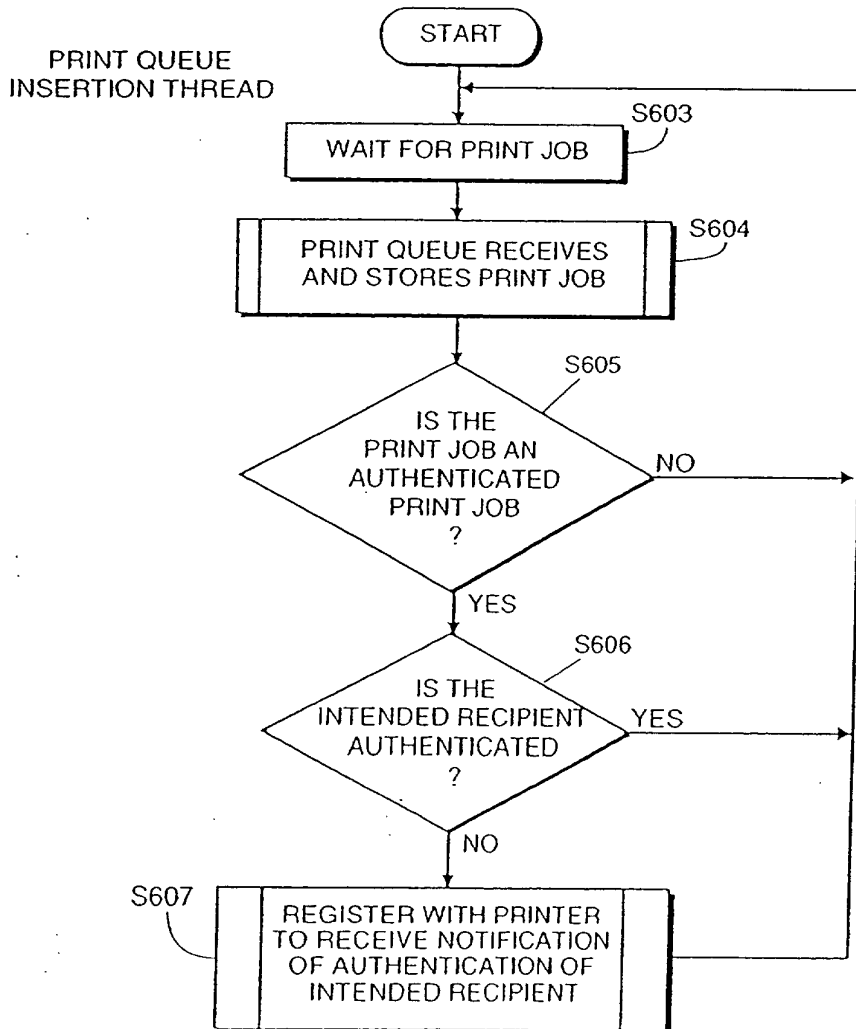 START
PRINT QUEUE
INSERTION THREAD
S603
WAIT FOR PRINT JOB
S604
PRINT QUEUE RECEIVES
AND STORES PRINT JOB
S605
IS THE
PRINT JOB AN
AUTHENTICATED
PRINT JOB
?
NO
YES
S606
IS THE
INTENDED RECIPIENT
AUTHENTICATED
?
YES
NO
S607
REGISTER WITH PRINTER
TO RECEIVE NOTIFICATION
OF AUTHENTICATION OF
INTENDED RECIPIENT